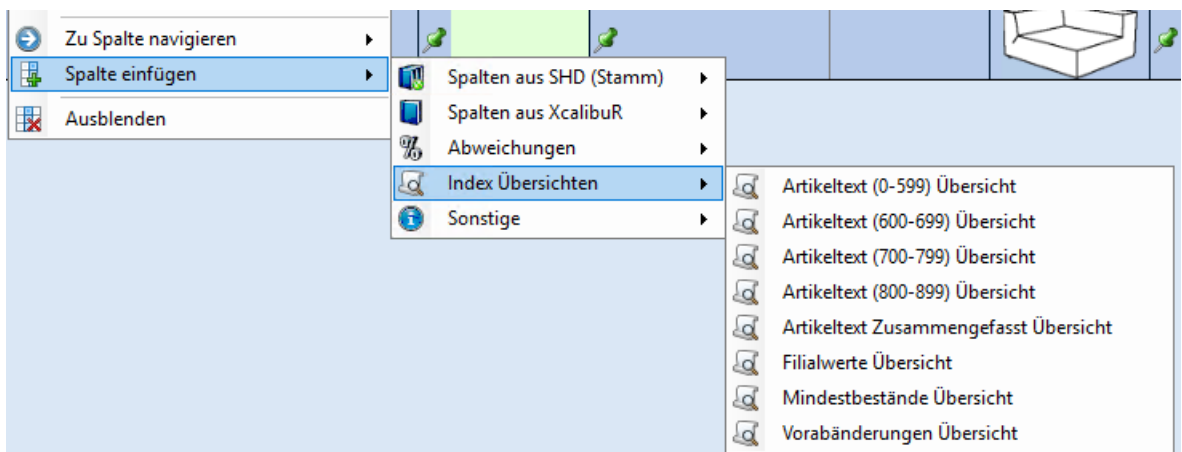 Zu Spalte navigieren
Spalte einfügen
Ausblenden
Spalten aus SHD (Stamm)
Spalten aus XcalibuR
Abweichungen
Index Übersichten
Sonstige
Artikeltext (0-599) Übersicht
Artikeltext (600-699) Übersicht
Artikeltext (700-799) Übersicht
Artikeltext (800-899) Übersicht
Artikeltext Zusammengefasst Übersicht
Filialwerte Übersicht
Mindestbestände Übersicht
Vorabänderungen Übersicht